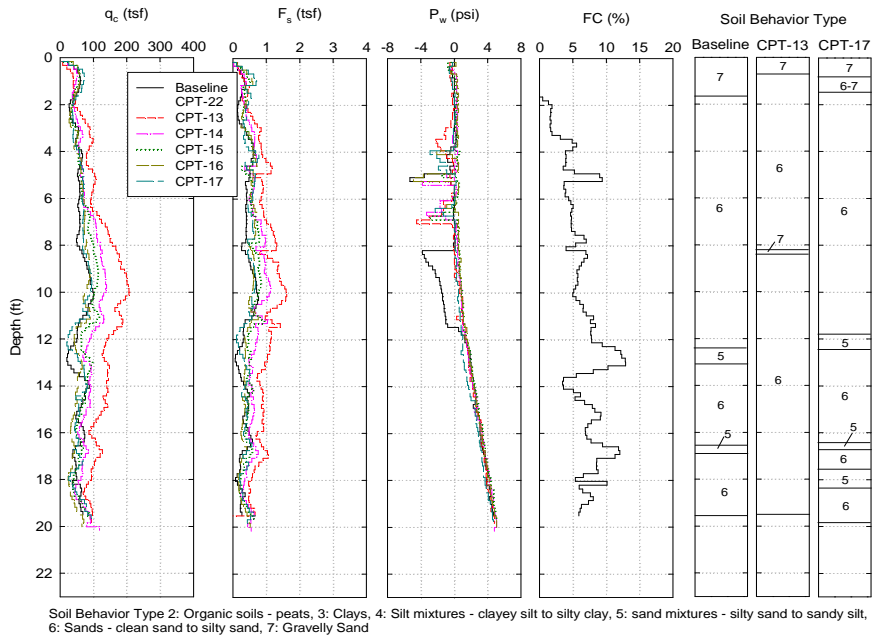 q_c (tsf) F_s (tsf) P_w (psi) FC (%) Soil Behavior Type
Baseline CPT-13 CPT-17
0 100 200 300 400 0 1 2 3 4 -8 -4 0 4 8 0 5 10 15 20
Depth (ft)
0
2
4
6
8
10
12
14
16
18
20
22
Baseline
CPT-22
CPT-13
CPT-14
CPT-15
CPT-16
CPT-17
7
6
5
6
5
6
7
6
7
6
7
6-7
6
5
6
5
6
5
6
Soil Behavior Type 2: Organic soils - peats, 3: Clays, 4: Silt mixtures - clayey silt to silty clay, 5: sand mixtures - silty sand to sandy silt,
6: Sands - clean sand to silty sand, 7: Gravelly Sand